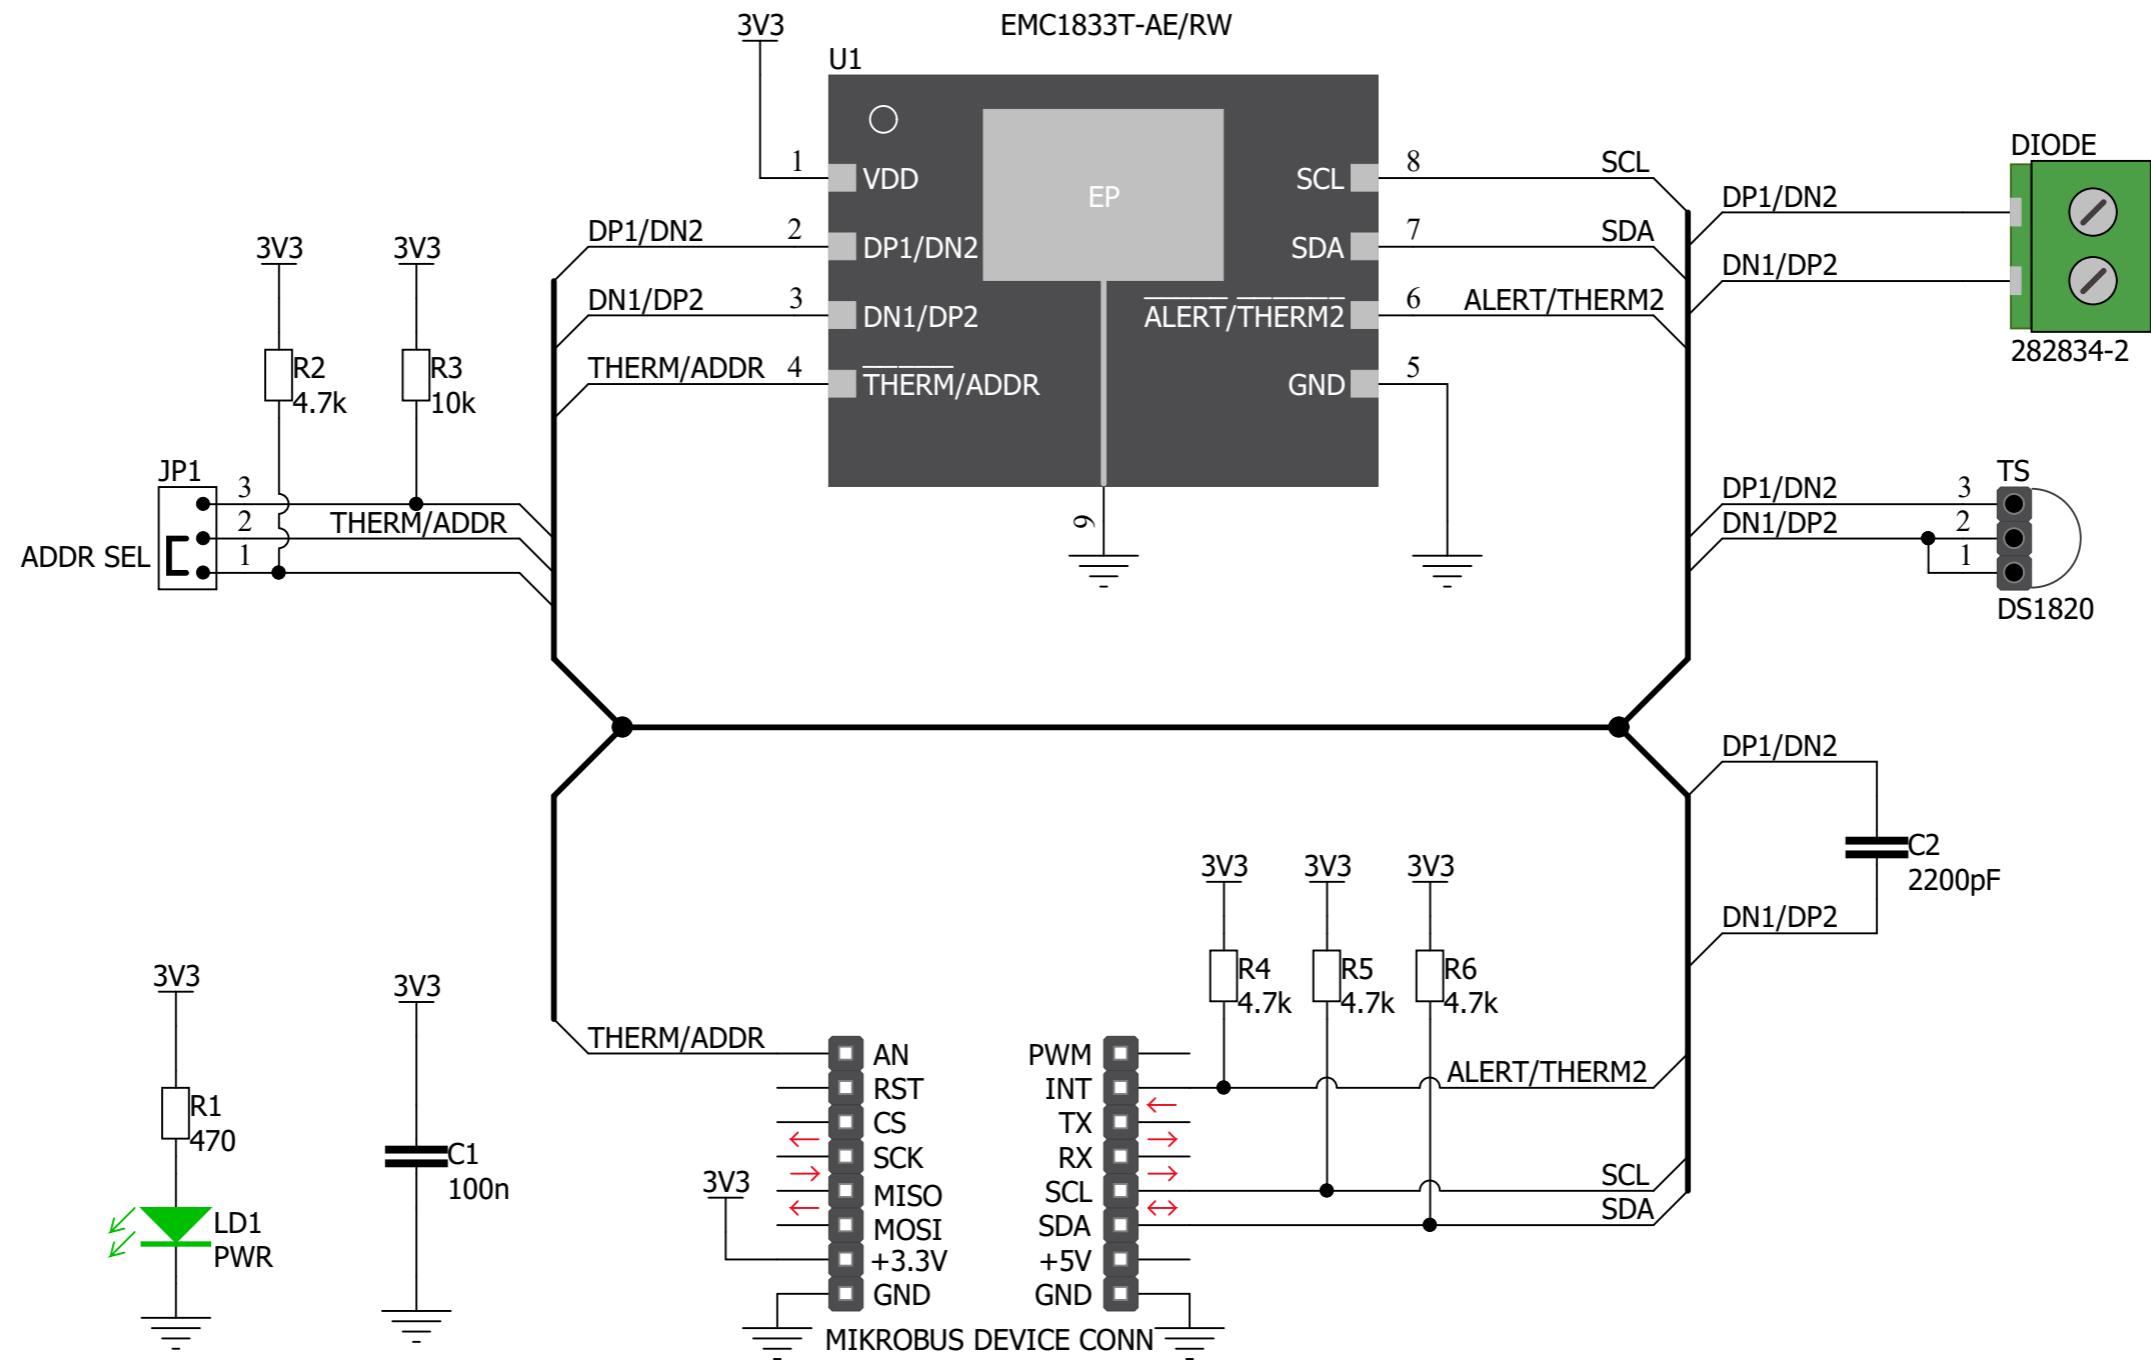 3V3
EMC1833T-AE/RW
U1
1
VDD
DP1/DN2
2
DP1/DN2
DN1/DP2
3
DN1/DP2
THERM/ADDR
4
THERM/ADDR
EP
SCL
8
SCL
SDA
7
SDA
ALERT/THERM2
6
ALERT/THERM2
GND
5
9
DIODE
DP1/DN2
DN1/DP2
282834-2
3V3
3V3
R2
4.7k
R3
10k
JP1
3
2
THERM/ADDR
1
ADDR SEL
TS
DP1/DN2
3
DN1/DP2
2
1
DS1820
DP1/DN2
C2
2200pF
DN1/DP2
3V3
3V3
3V3
R4
4.7k
R5
4.7k
R6
4.7k
3V3
R1
470
LD1
PWR
3V3
C1
100n
THERM/ADDR
AN
RST
CS
SCK
MISO
MOSI
3V3
+3.3V
GND
PWM
INT
ALERT/THERM2
TX
RX
SCL
SCL
SDA
SDA
+5V
GND
MIKROBUS DEVICE CONN